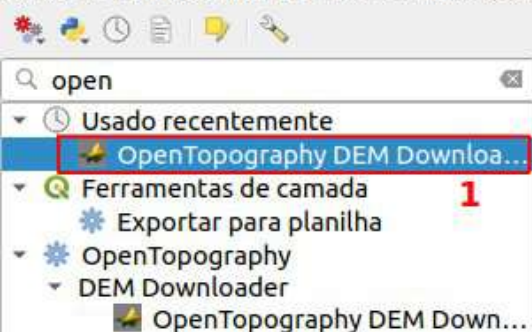 open
Usado recentemente
OpenTopography DEM Downloa...
Ferramentas de camada
1
Exportar para planilha
OpenTopography
DEM Downloader
OpenTopography DEM Down...